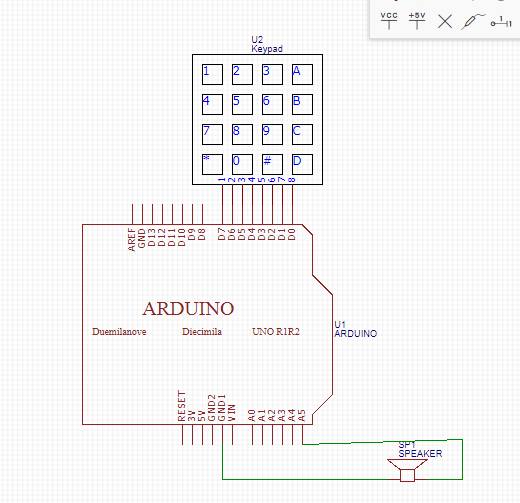 VCC +5V
1
U2
Keypad
1 2 3 A
4 5 6 B
7 8 9 C
* 0 # D
1 2 3 4 5 6 7 8
AREF GND D13 D12 D11 D10 D9 D8 D7 D6 D5 D4 D3 D2 D1 D0
ARDUINO
Duemilanove Diecimila UNO R1R2
U1
ARDUINO
RESET 3V 5V GND2 GND1 VIN A0 A1 A2 A3 A4 A5
SP1
SPEAKER